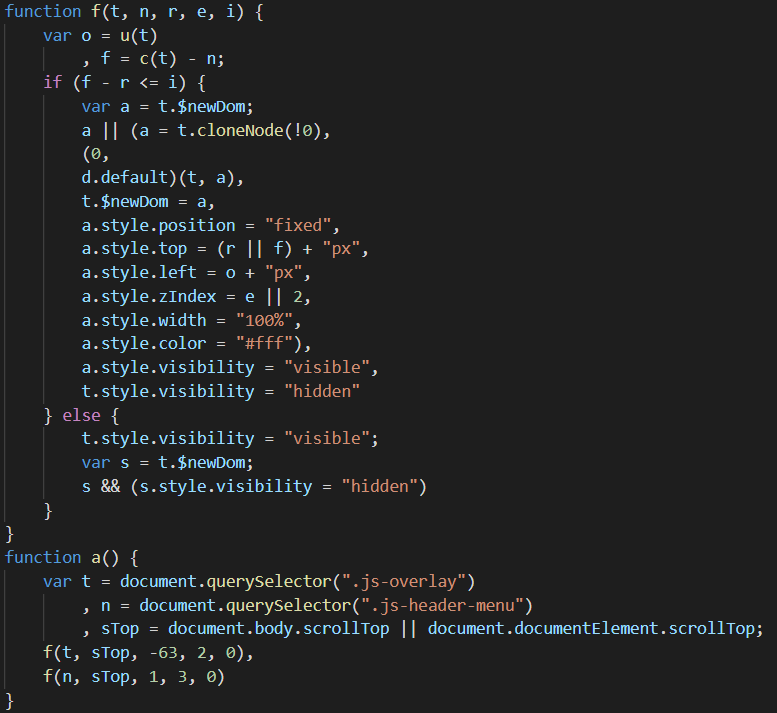 function f(t, n, r, e, i) {
    var o = u(t)
        , f = c(t) - n;
    if (f - r <= i) {
        var a = t.$newDom;
        a || (a = t.cloneNode(!0),
        (0,
        d.default)(t, a),
        t.$newDom = a,
        a.style.position = "fixed",
        a.style.top = (r || f) + "px",
        a.style.left = o + "px",
        a.style.zIndex = e || 2,
        a.style.width = "100%",
        a.style.color = "#fff"),
        a.style.visibility = "visible",
        t.style.visibility = "hidden"
    } else {
        t.style.visibility = "visible";
        var s = t.$newDom;
        s && (s.style.visibility = "hidden")
    }
}
function a() {
    var t = document.querySelector(".js-overlay")
        , n = document.querySelector(".js-header-menu")
        , sTop = document.body.scrollTop || document.documentElement.scrollTop;
    f(t, sTop, -63, 2, 0),
    f(n, sTop, 1, 3, 0)
}